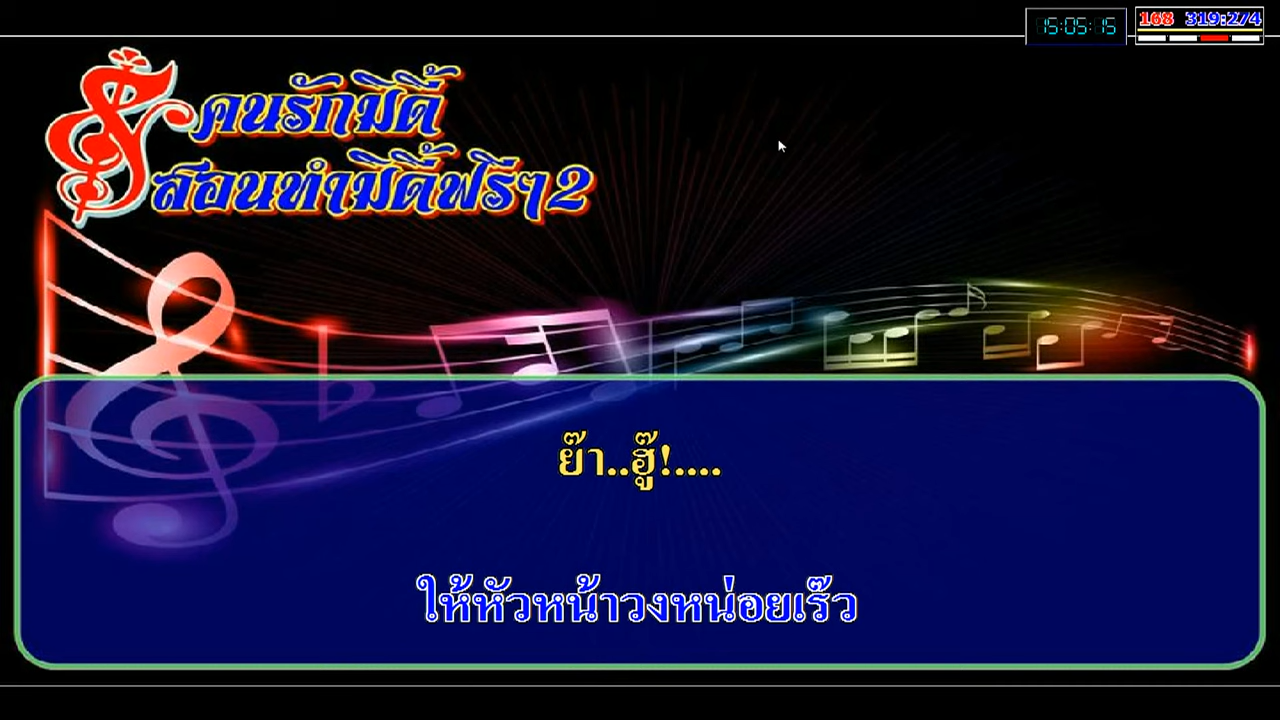 15:05:15
168 319:274
คนรักมิดี้
สอนทำมิดี้ฟรีๆ 2
ย๊า..ฮู๊!....
ให้หัวหน้าวงหน่อยเร๊ว